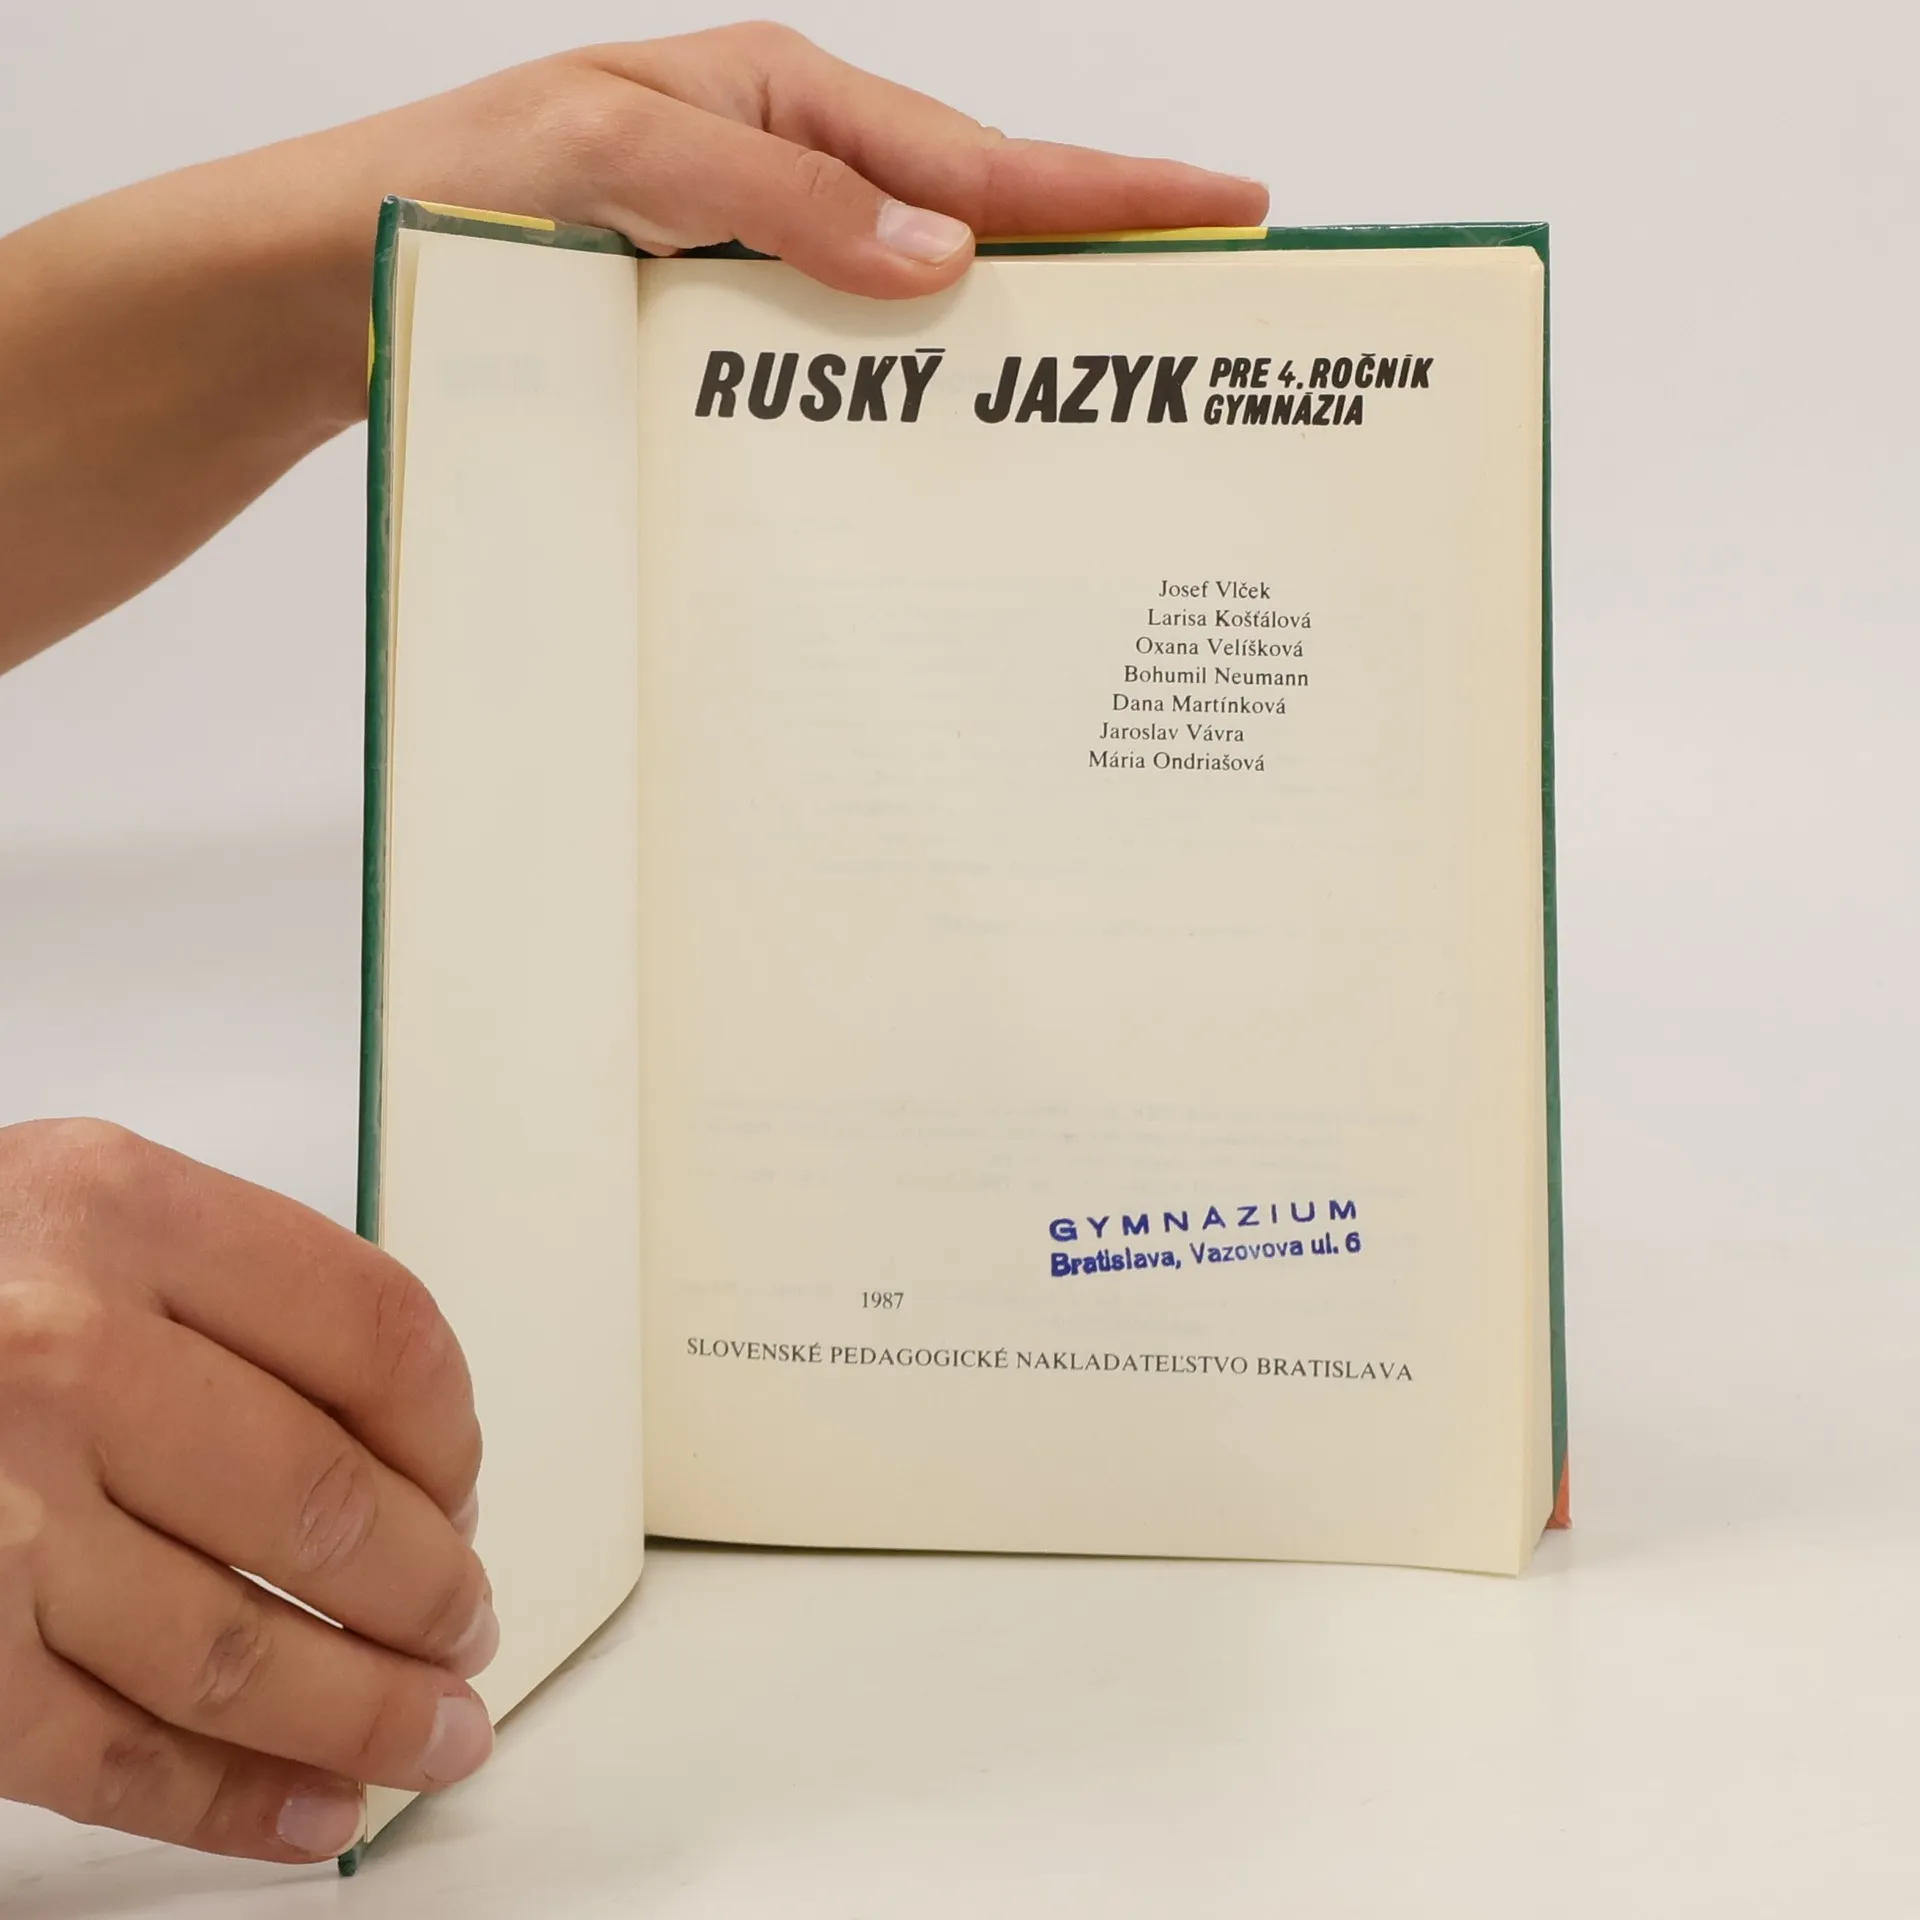 RUSKÝ JAZYK PRE 4. ROČNÍK
GYMNÁZIA
Josef Vlček
Larisa Košťálová
Oxana Velíšková
Bohumil Neumann
Dana Martínková
Jaroslav Vávra
Mária Ondriašová
GYMNAZIUM
Bratislava, Vazovova ul. 6
1987
SLOVENSKÉ PEDAGOGICKÉ NAKLADATEĽSTVO BRATISLAVA